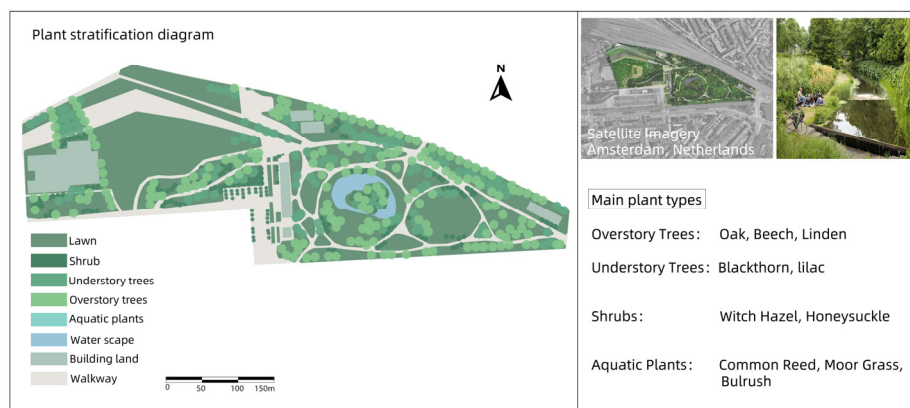 Plant stratification diagram
N
Lawn
Shrub
Understory trees
Overstory trees
Aquatic plants
Water scape
Building land
Walkway
0 50 100 150m
Satellite Imagery
Amsterdam, Netherlands
Main plant types
Overstory Trees: Oak, Beech, Linden
Understory Trees: Blackthorn, lilac
Shrubs: Witch Hazel, Honeysuckle
Aquatic Plants: Common Reed, Moor Grass,
Bulrush